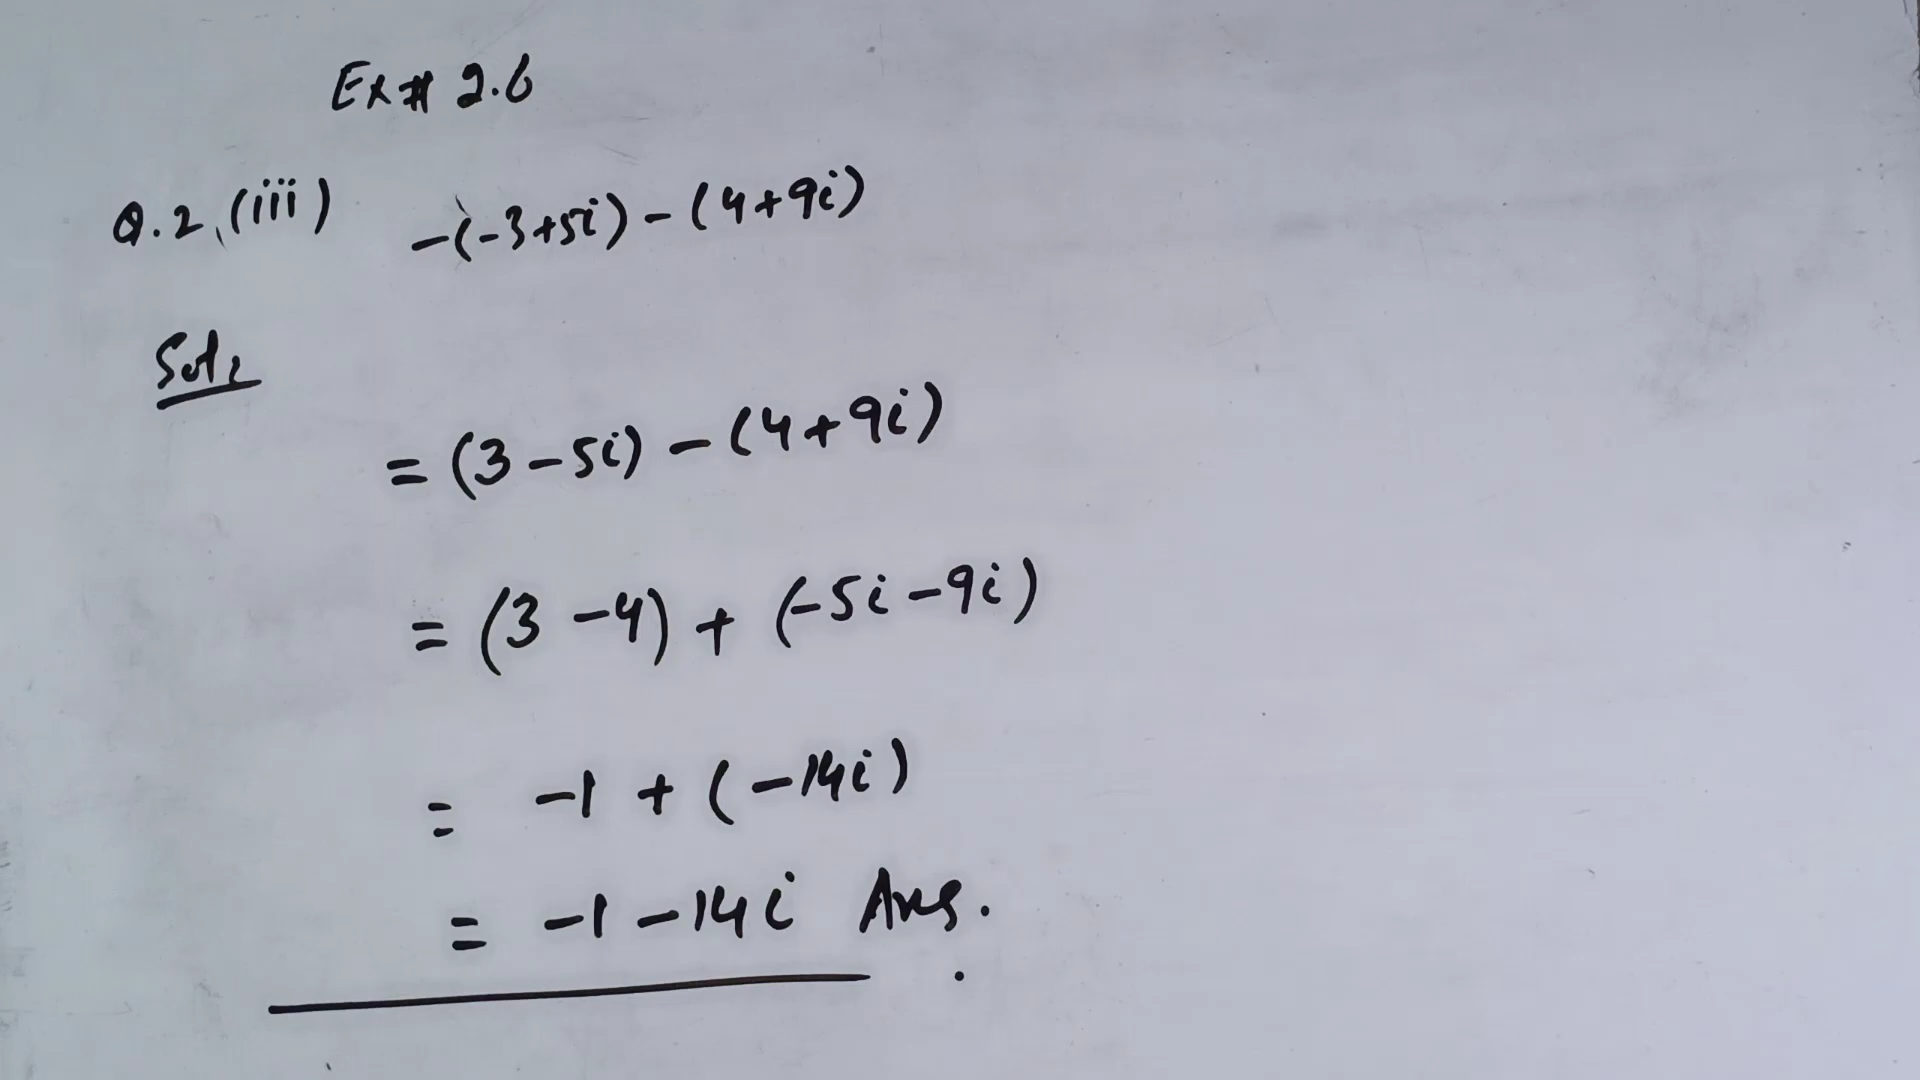 Ex# 2.6
Q.2,(iii) -(-3+5i)-(4+9i)
Sol:
=(3-5i)-(4+9i)
=(3-4)+(-5i-9i)
= -1+(-14i)
= -1-14i Ans.